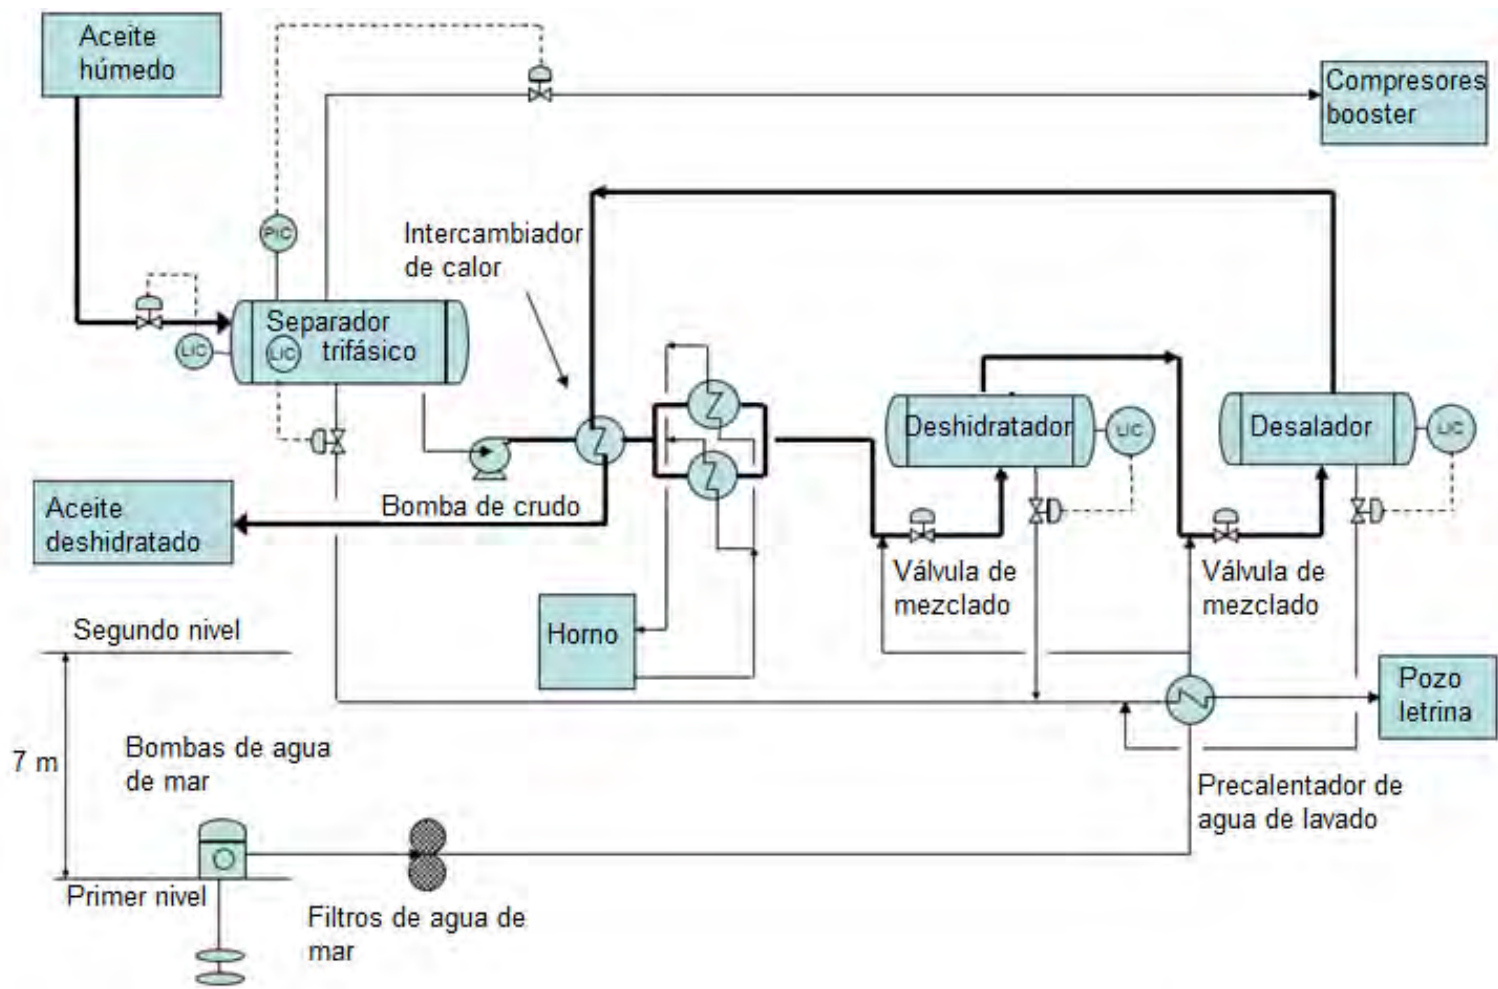 Aceite
húmedo
Compresores
booster
PIC
Intercambiador
de calor
Separador
trifásico
LIC
LIC
Deshidratador
LIC
Desalador
LIC
Aceite
deshidratado
Bomba de crudo
Válvula de
mezclado
Válvula de
mezclado
Horno
Segundo nivel
Pozo
letrina
7 m
Bombas de agua
de mar
Precalentador de
agua de lavado
Primer nivel
Filtros de agua de
mar